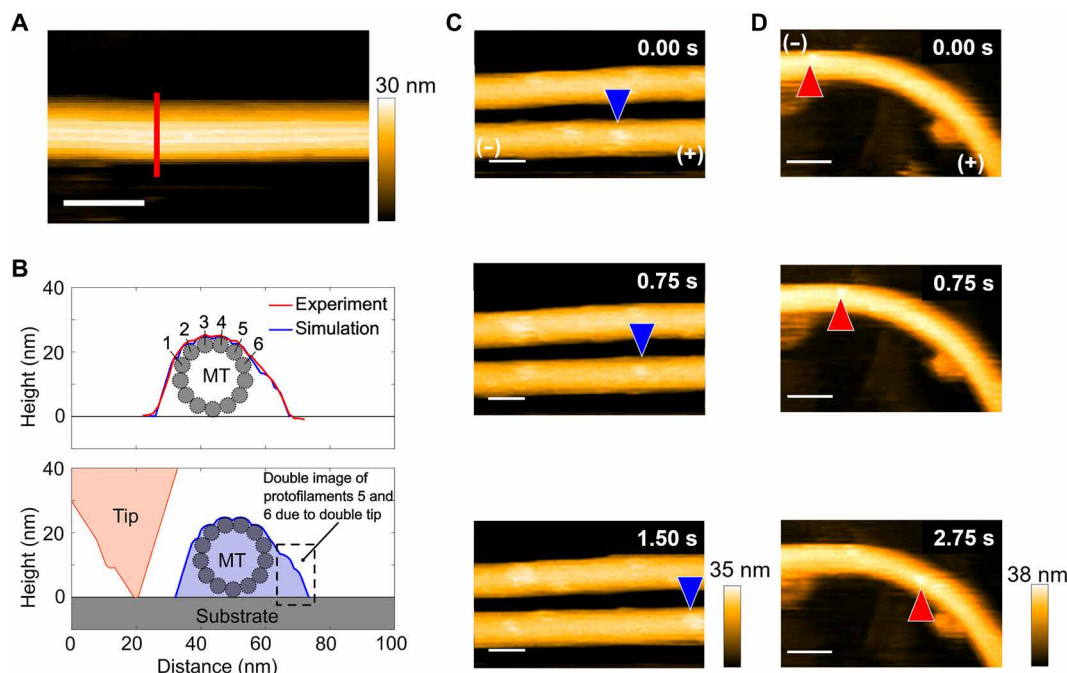 A
30 nm
B
40
20
0
Height (nm)
1
2
3
4
5
6
MT
Experiment
Simulation
40
20
0
Height (nm)
Tip
MT
Double image of
protofilaments 5 and
6 due to double tip
Substrate
0
20
40
60
80
100
Distance (nm)
C
0.00 s
(-)
(+)
0.75 s
1.50 s
35 nm
D
(-)
0.00 s
(+)
0.75 s
2.75 s
38 nm